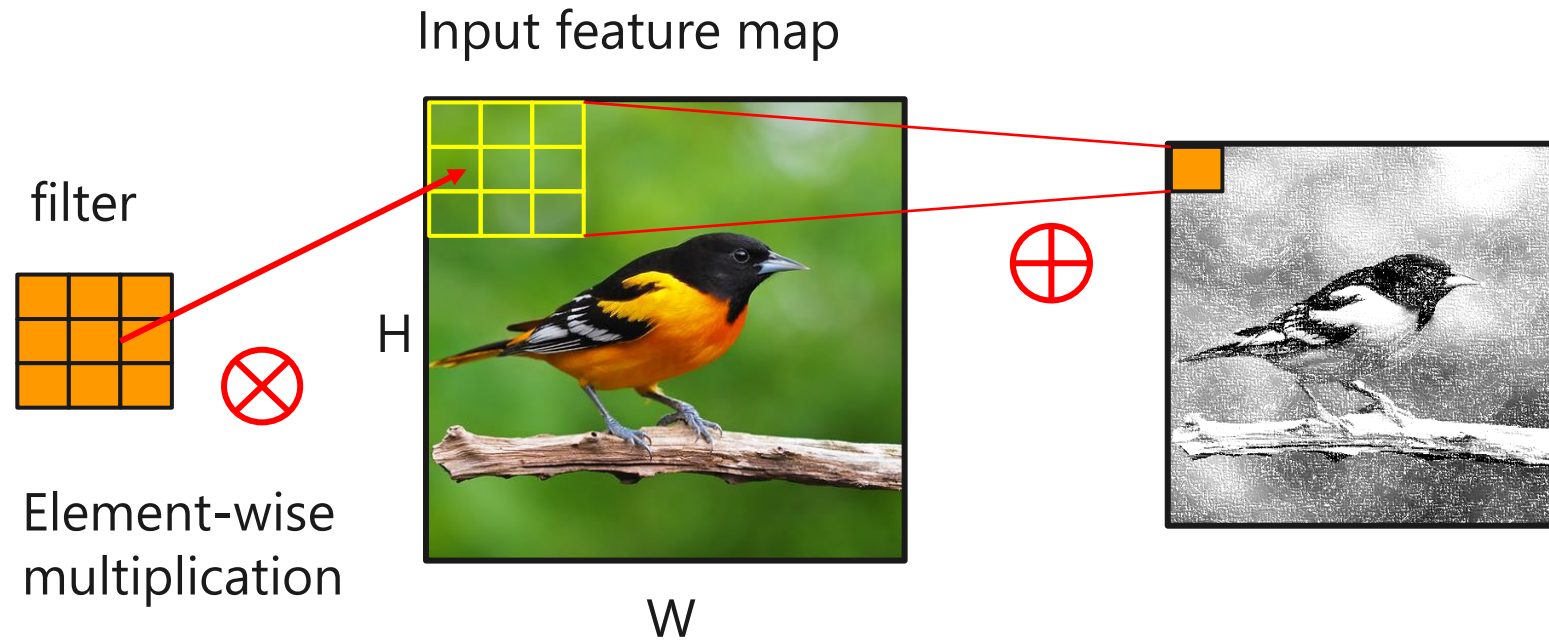 Input feature map
filter
H
Element-wise
multiplication
W